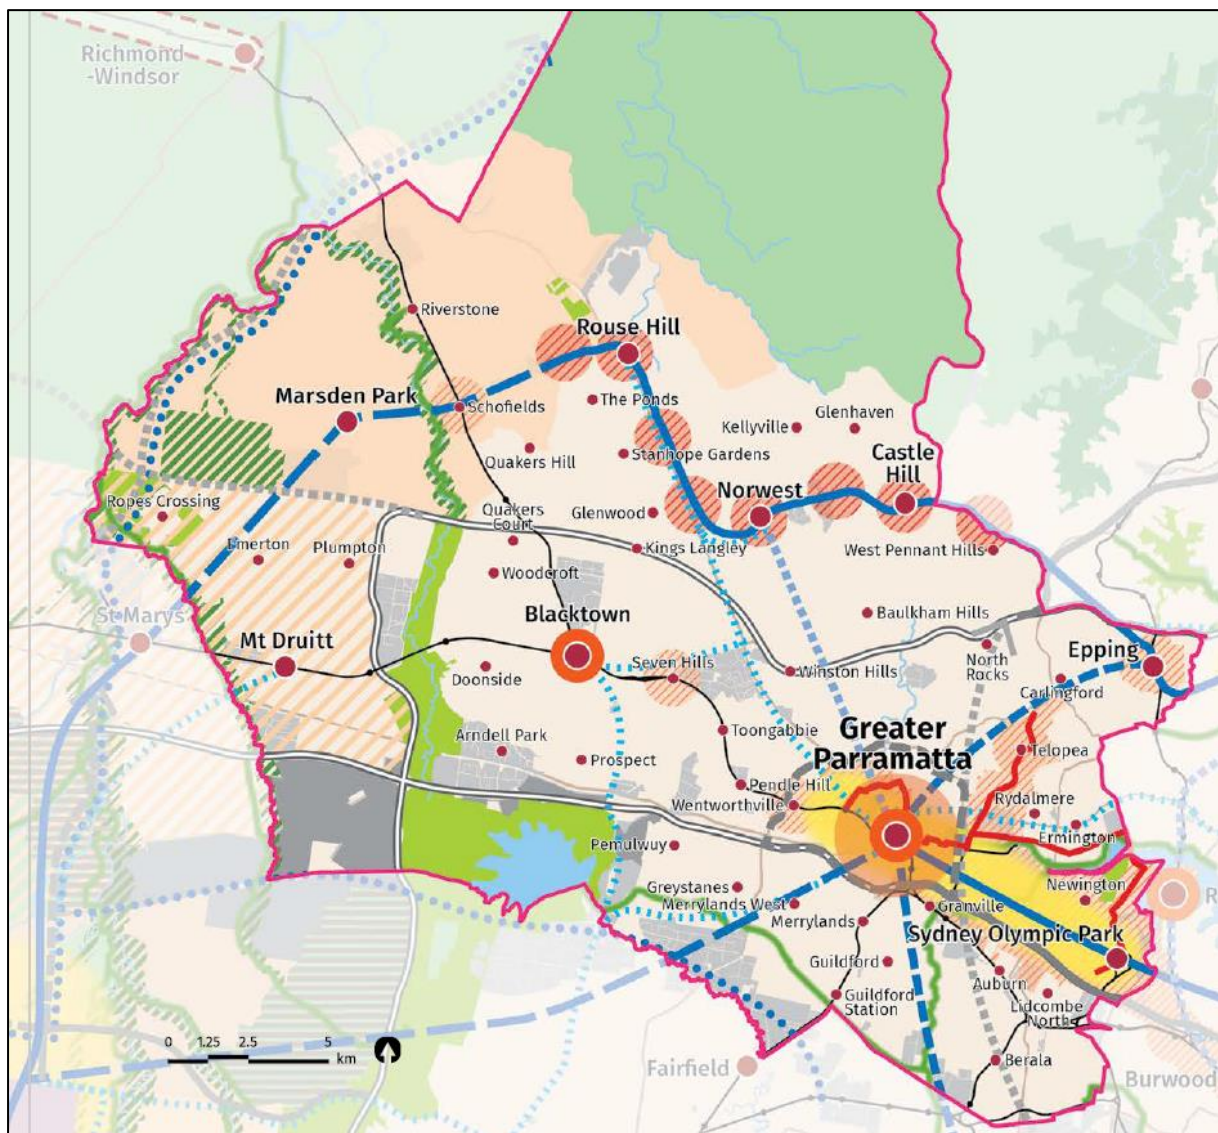 Richmond
-Windsor
Riverstone
Rouse Hill
Marsden Park
Schofields
The Ponds
Kellyville
Glenhaven
Quakers Hill
Stanhope Gardens
Castle
Hill
Norwest
Ropes Crossing
Quakers
Court
Glenwood
Emerton
Plumpton
Kings Langley
West Pennant Hills
Woodcroft
St Marys
Blacktown
Baulkham Hills
Mt Druitt
Doonside
Seven Hills
Winston Hills
North
Rocks
Epping
Carlingford
Arndell Park
Toongabbie
Greater
Parramatta
Telopea
Prospect
Pendle Hill
Wentworthville
Rydalmere
Ermington
Pemulwuy
Greystanes
Merrylands West
Newington
R
Merrylands
Granville
Sydney Olympic Park
Guildford
Auburn
Guildford
Station
Lidcombe
North
0 1.25 2.5 5
km
Fairfield
Berala
Burwood